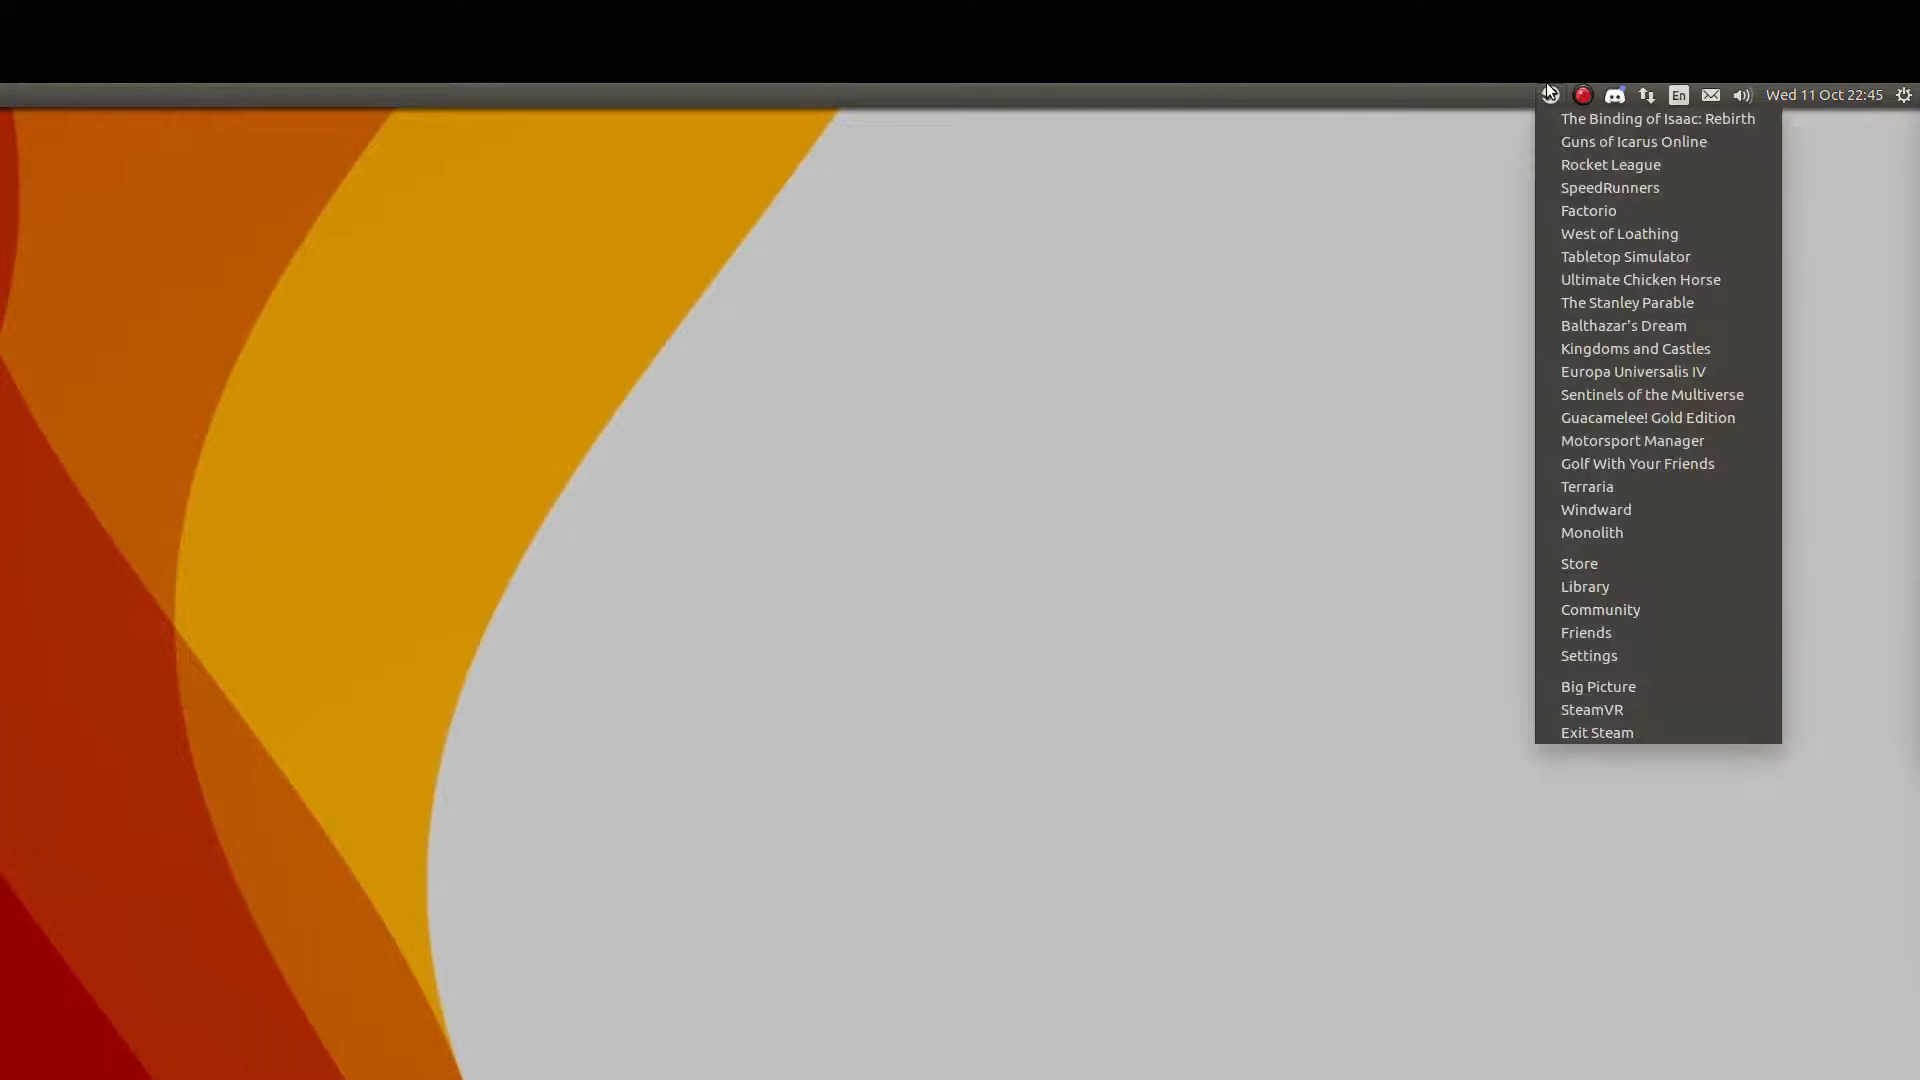 En Wed 11 Oct 22:45
The Binding of Isaac: Rebirth
Guns of Icarus Online
Rocket League
SpeedRunners
Factorio
West of Loathing
Tabletop Simulator
Ultimate Chicken Horse
The Stanley Parable
Balthazar's Dream
Kingdoms and Castles
Europa Universalis IV
Sentinels of the Multiverse
Guacamelee! Gold Edition
Motorsport Manager
Golf With Your Friends
Terraria
Windward
Monolith
Store
Library
Community
Friends
Settings
Big Picture
SteamVR
Exit Steam